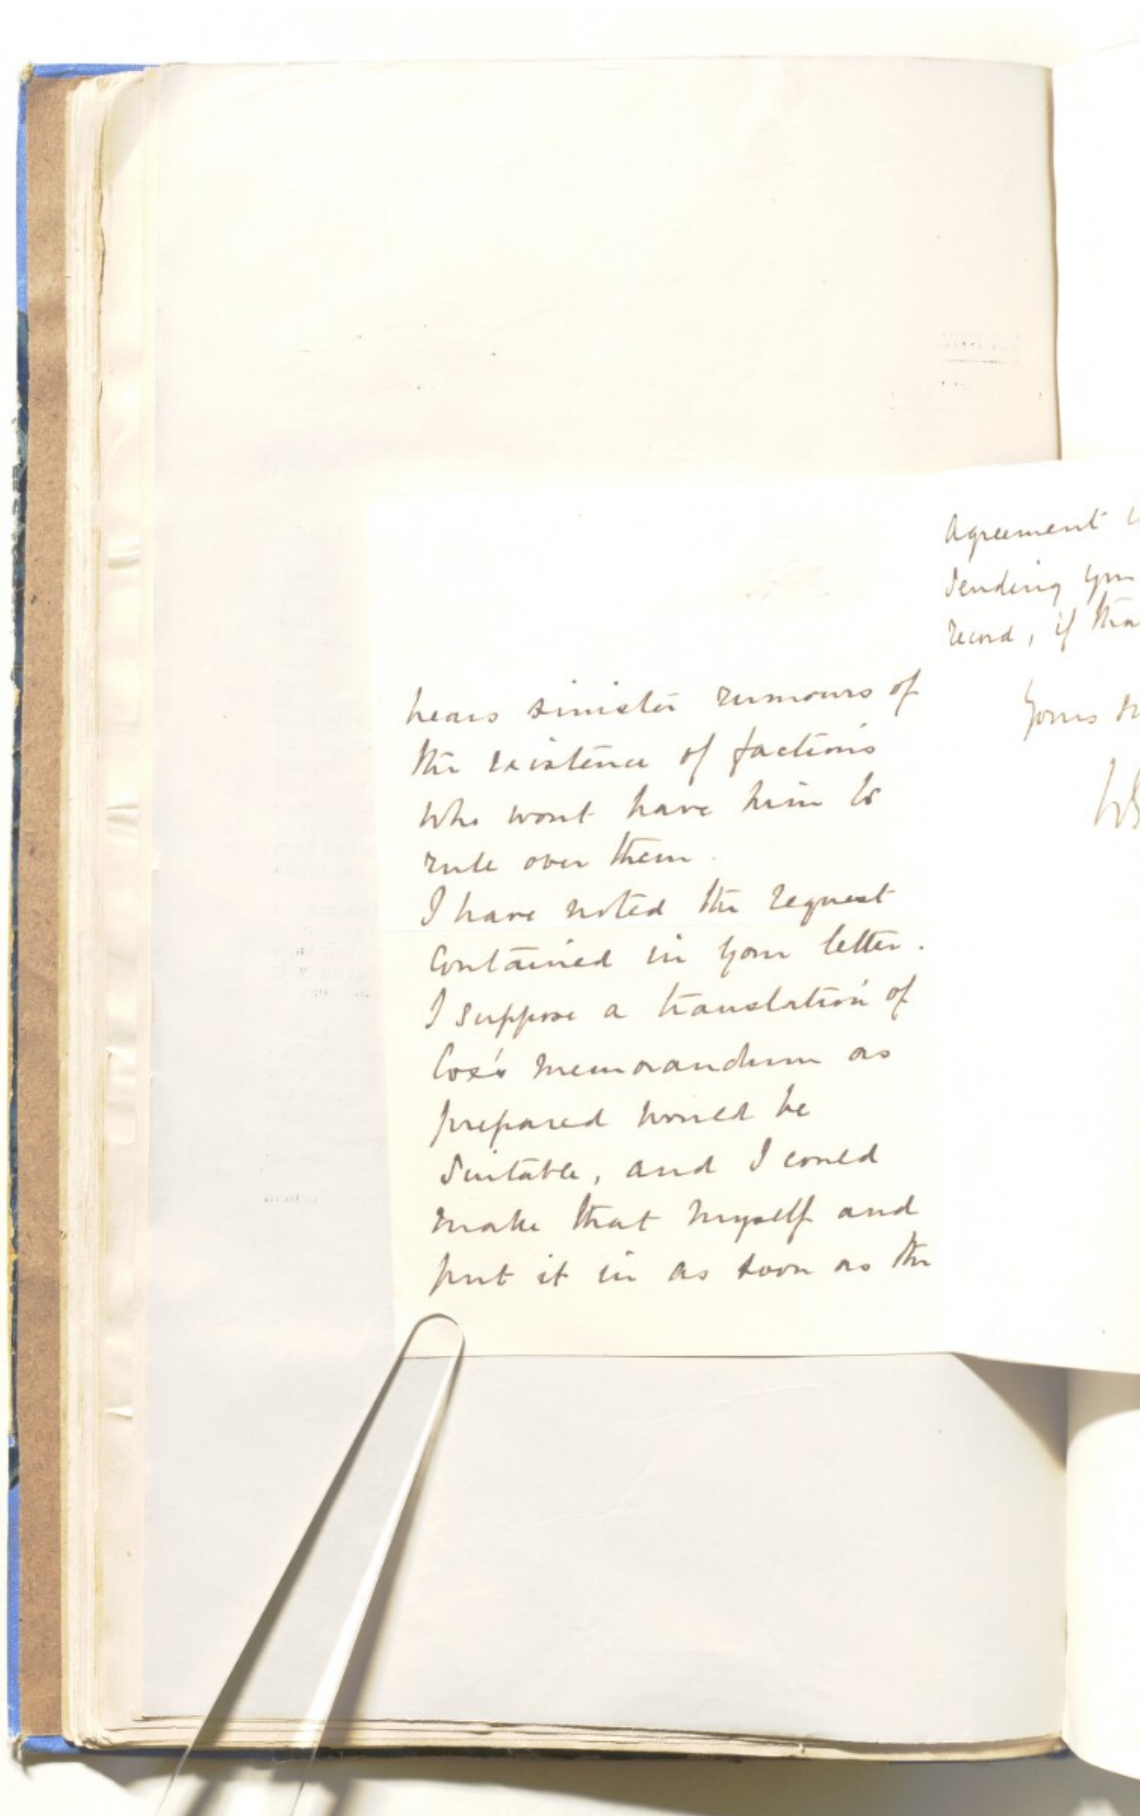 hears sinister rumours of
the existence of factions
who wont have him to
rule over them.
I have noted the request
contained in your letter.
I suppose a translation of
Cox's memorandum as
prepared would be
suitable, and I could
make that myself and
put it in as soon as the
Agreement
sending you
record, if tha
Yours